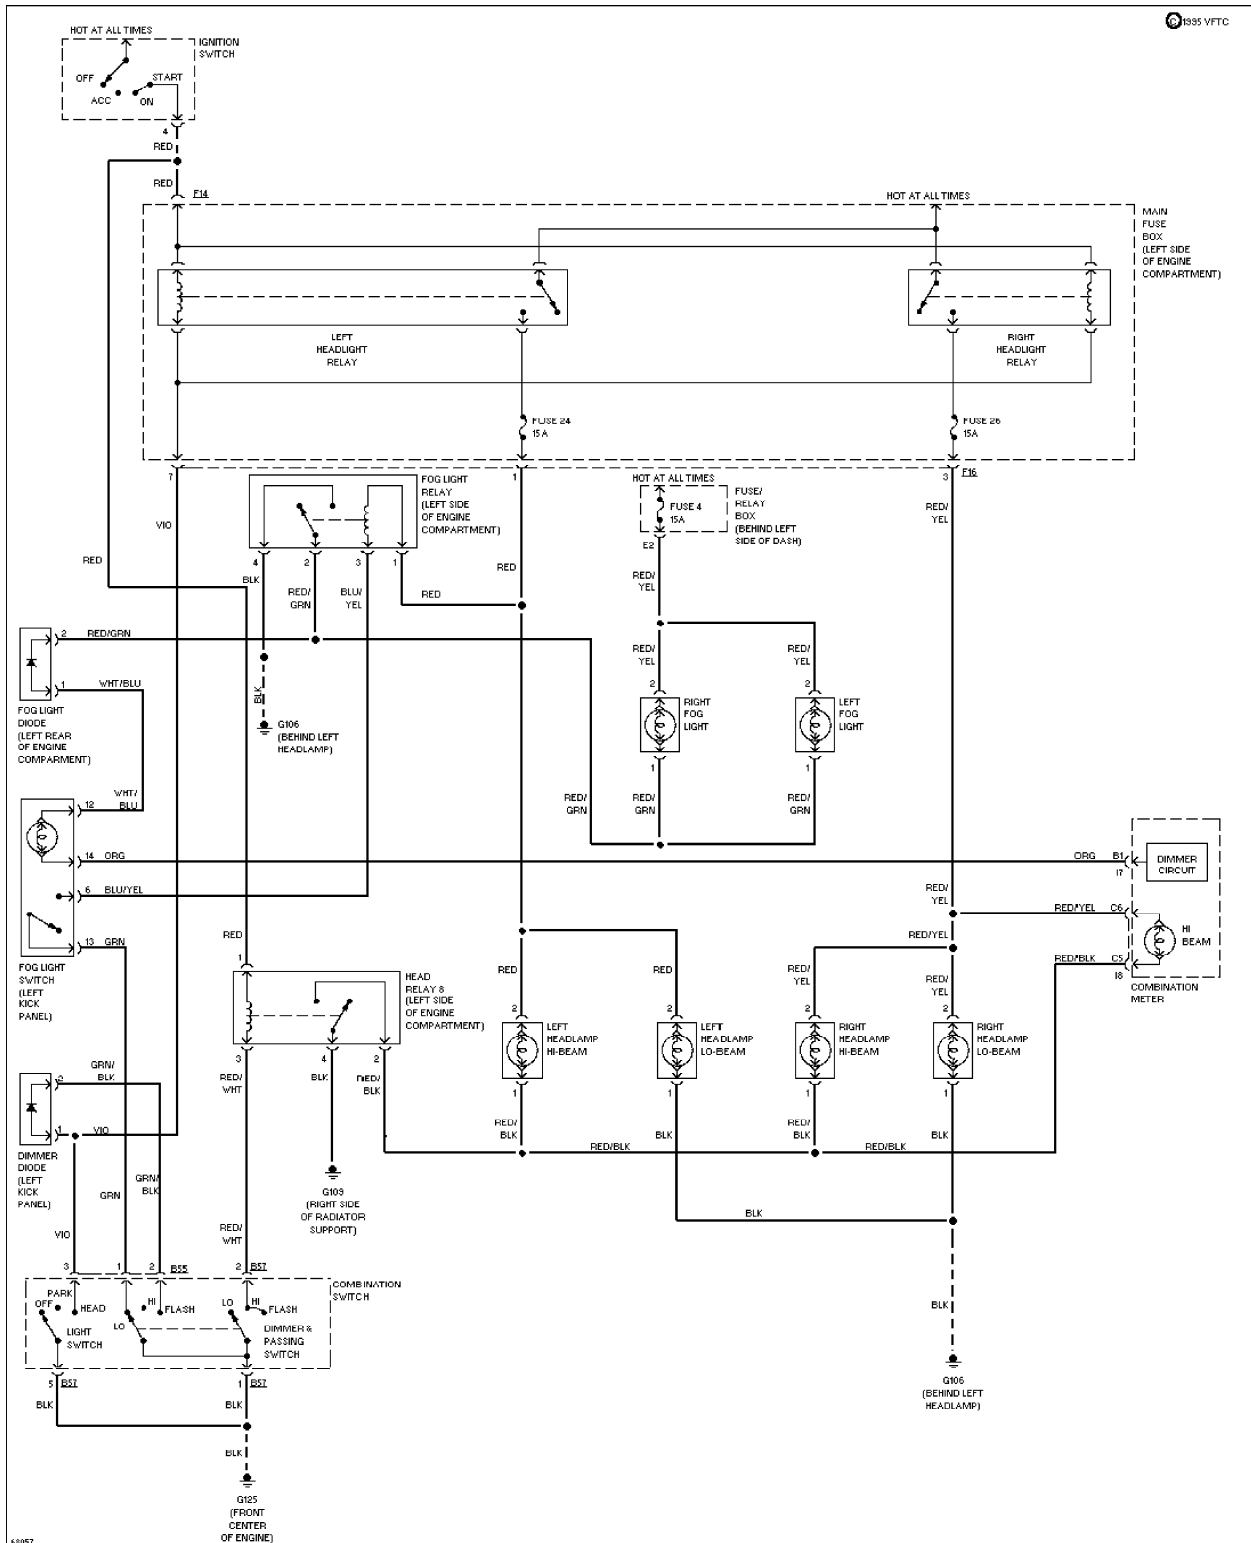 HOT AT ALL TIMES
© 1995 VFTC
IGNITION
SWITCH
OFF
START
ACC
ON
4
RED
RED
F14
HOT AT ALL TIMES
MAIN
FUSE
BOX
(LEFT SIDE
OF ENGINE
COMPARTMENT)
LEFT
HEADLIGHT
RELAY
RIGHT
HEADLIGHT
RELAY
FUSE 24
15A
FUSE 26
15A
7
1
3
F16
FOG LIGHT
RELAY
(LEFT SIDE
OF ENGINE
COMPARTMENT)
HOT AT ALL TIMES
FUSE 4
15A
FUSE/
RELAY
BOX
(BEHIND LEFT
SIDE OF DASH)
RED/
YEL
VIO
E2
RED
4
2
3
1
BLK
RED/
GRN
BLU/
YEL
RED
RED
RED/
YEL
2
RED/GRN
1
WHT/BLU
FOG LIGHT
DIODE
(LEFT REAR
OF ENGINE
COMPARMENT)
BLK
G106
(BEHIND LEFT
HEADLAMP)
RED/
YEL
RED/
YEL
2
2
RIGHT
FOG
LIGHT
LEFT
FOG
LIGHT
1
1
WHT/
BLU
12
RED/
GRN
RED/
GRN
RED/
GRN
14
ORG
ORG
B1
I7
DIMMER
CIRCUIT
6
BLU/YEL
RED/
YEL
RED/YEL
C6
13
GRN
RED
RED/YEL
HI
BEAM
RED/BLK
C5
I8
COMBINATION
METER
FOG LIGHT
SWITCH
(LEFT
KICK
PANEL)
1
HEAD
RELAY 8
(LEFT SIDE
OF ENGINE
COMPARTMENT)
RED
RED
RED/
YEL
RED/
YEL
2
2
2
2
LEFT
HEADLAMP
HI-BEAM
LEFT
HEADLAMP
LO-BEAM
RIGHT
HEADLAMP
HI-BEAM
RIGHT
HEADLAMP
LO-BEAM
3
4
2
GRN/
BLK
RED/
WHT
BLK
RED/
BLK
1
1
1
1
2
1
VIO
RED/
BLK
BLK
RED/
BLK
BLK
RED/BLK
RED/BLK
DIMMER
DIODE
(LEFT
KICK
PANEL)
GRN
GRN/
BLK
G109
(RIGHT SIDE
OF RADIATOR
SUPPORT)
BLK
VIO
RED/
WHT
3
1
2
B55
2
B57
COMBINATION
SWITCH
OFF
PARK
HEAD
LIGHT
SWITCH
LO
HI
FLASH
LO
HI
FLASH
DIMMER &
PASSING
SWITCH
BLK
5
B57
1
B57
BLK
BLK
G106
(BEHIND LEFT
HEADLAMP)
BLK
G125
(FRONT
CENTER
OF ENGINE)